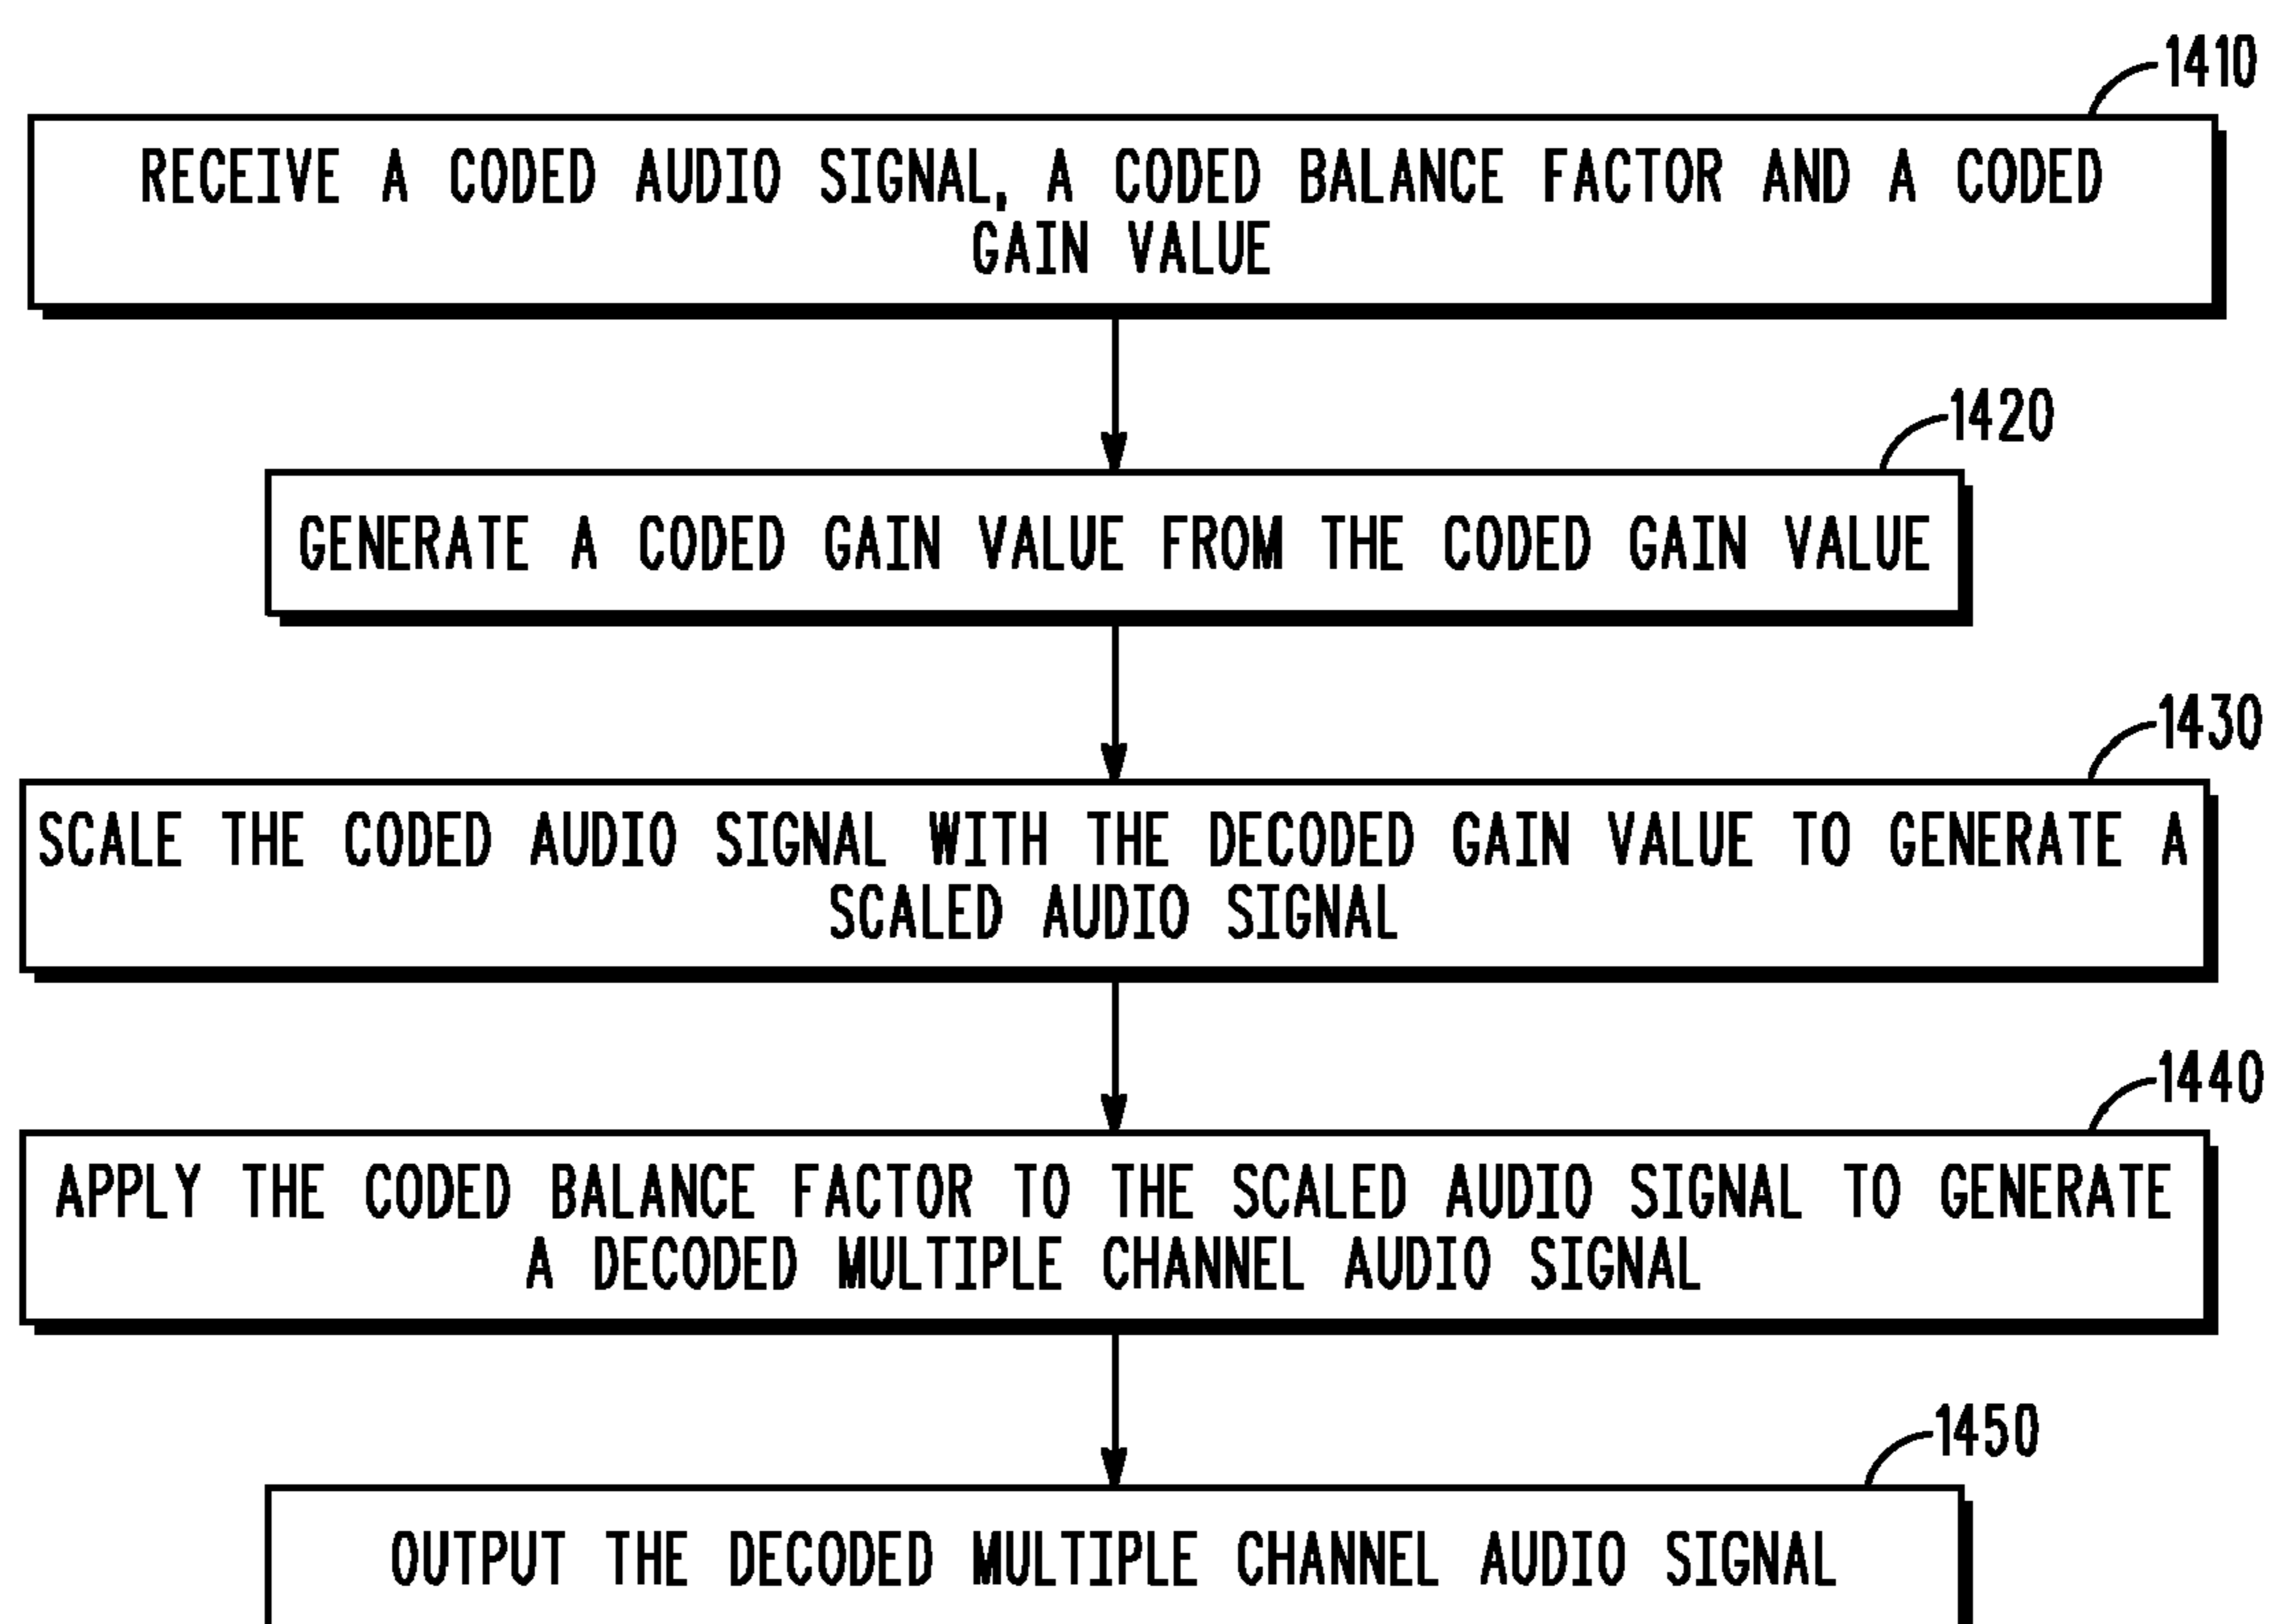 1410
RECEIVE A CODED AUDIO SIGNAL, A CODED BALANCE FACTOR AND A CODED
GAIN VALUE
1420
GENERATE A CODED GAIN VALUE FROM THE CODED GAIN VALUE
1430
SCALE THE CODED AUDIO SIGNAL WITH THE DECODED GAIN VALUE TO GENERATE A
SCALED AUDIO SIGNAL
1440
APPLY THE CODED BALANCE FACTOR TO THE SCALED AUDIO SIGNAL TO GENERATE
A DECODED MULTIPLE CHANNEL AUDIO SIGNAL
1450
OUTPUT THE DECODED MULTIPLE CHANNEL AUDIO SIGNAL